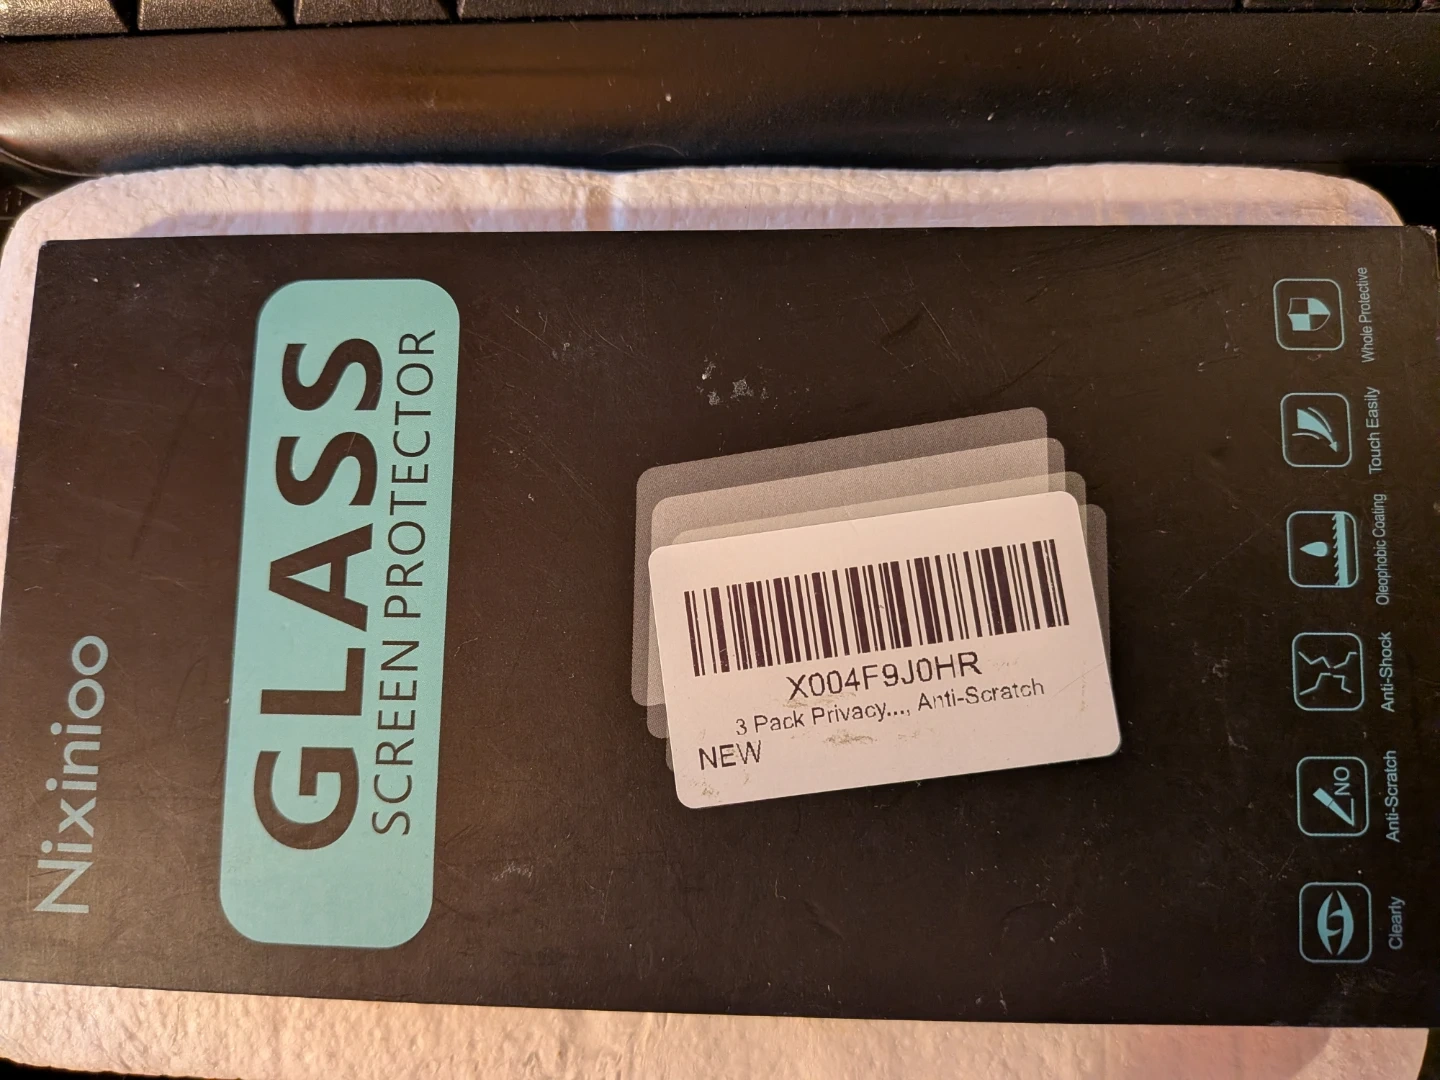 Nixinioo
GLASS
SCREEN PROTECTOR
X004F9J0HR
3 Pack Privacy..., Anti-Scratch
NEW
Clearly
NO
Anti-Scratch
Anti-Shock
Oleophobic Coating
Touch Easily
Whole Protective